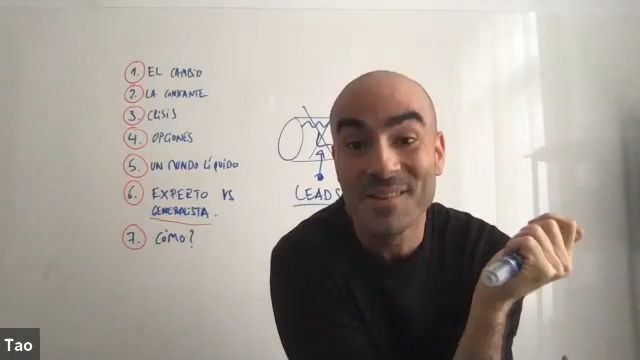 1. EL CAMBIO
2. LA CONSTANTE
3. CRISIS
4. OPCIONES
5. UN MUNDO LÍQUIDO
6. EXPERTO VS
GENERALISTA.
7. CÓMO?
LEADS
Tao